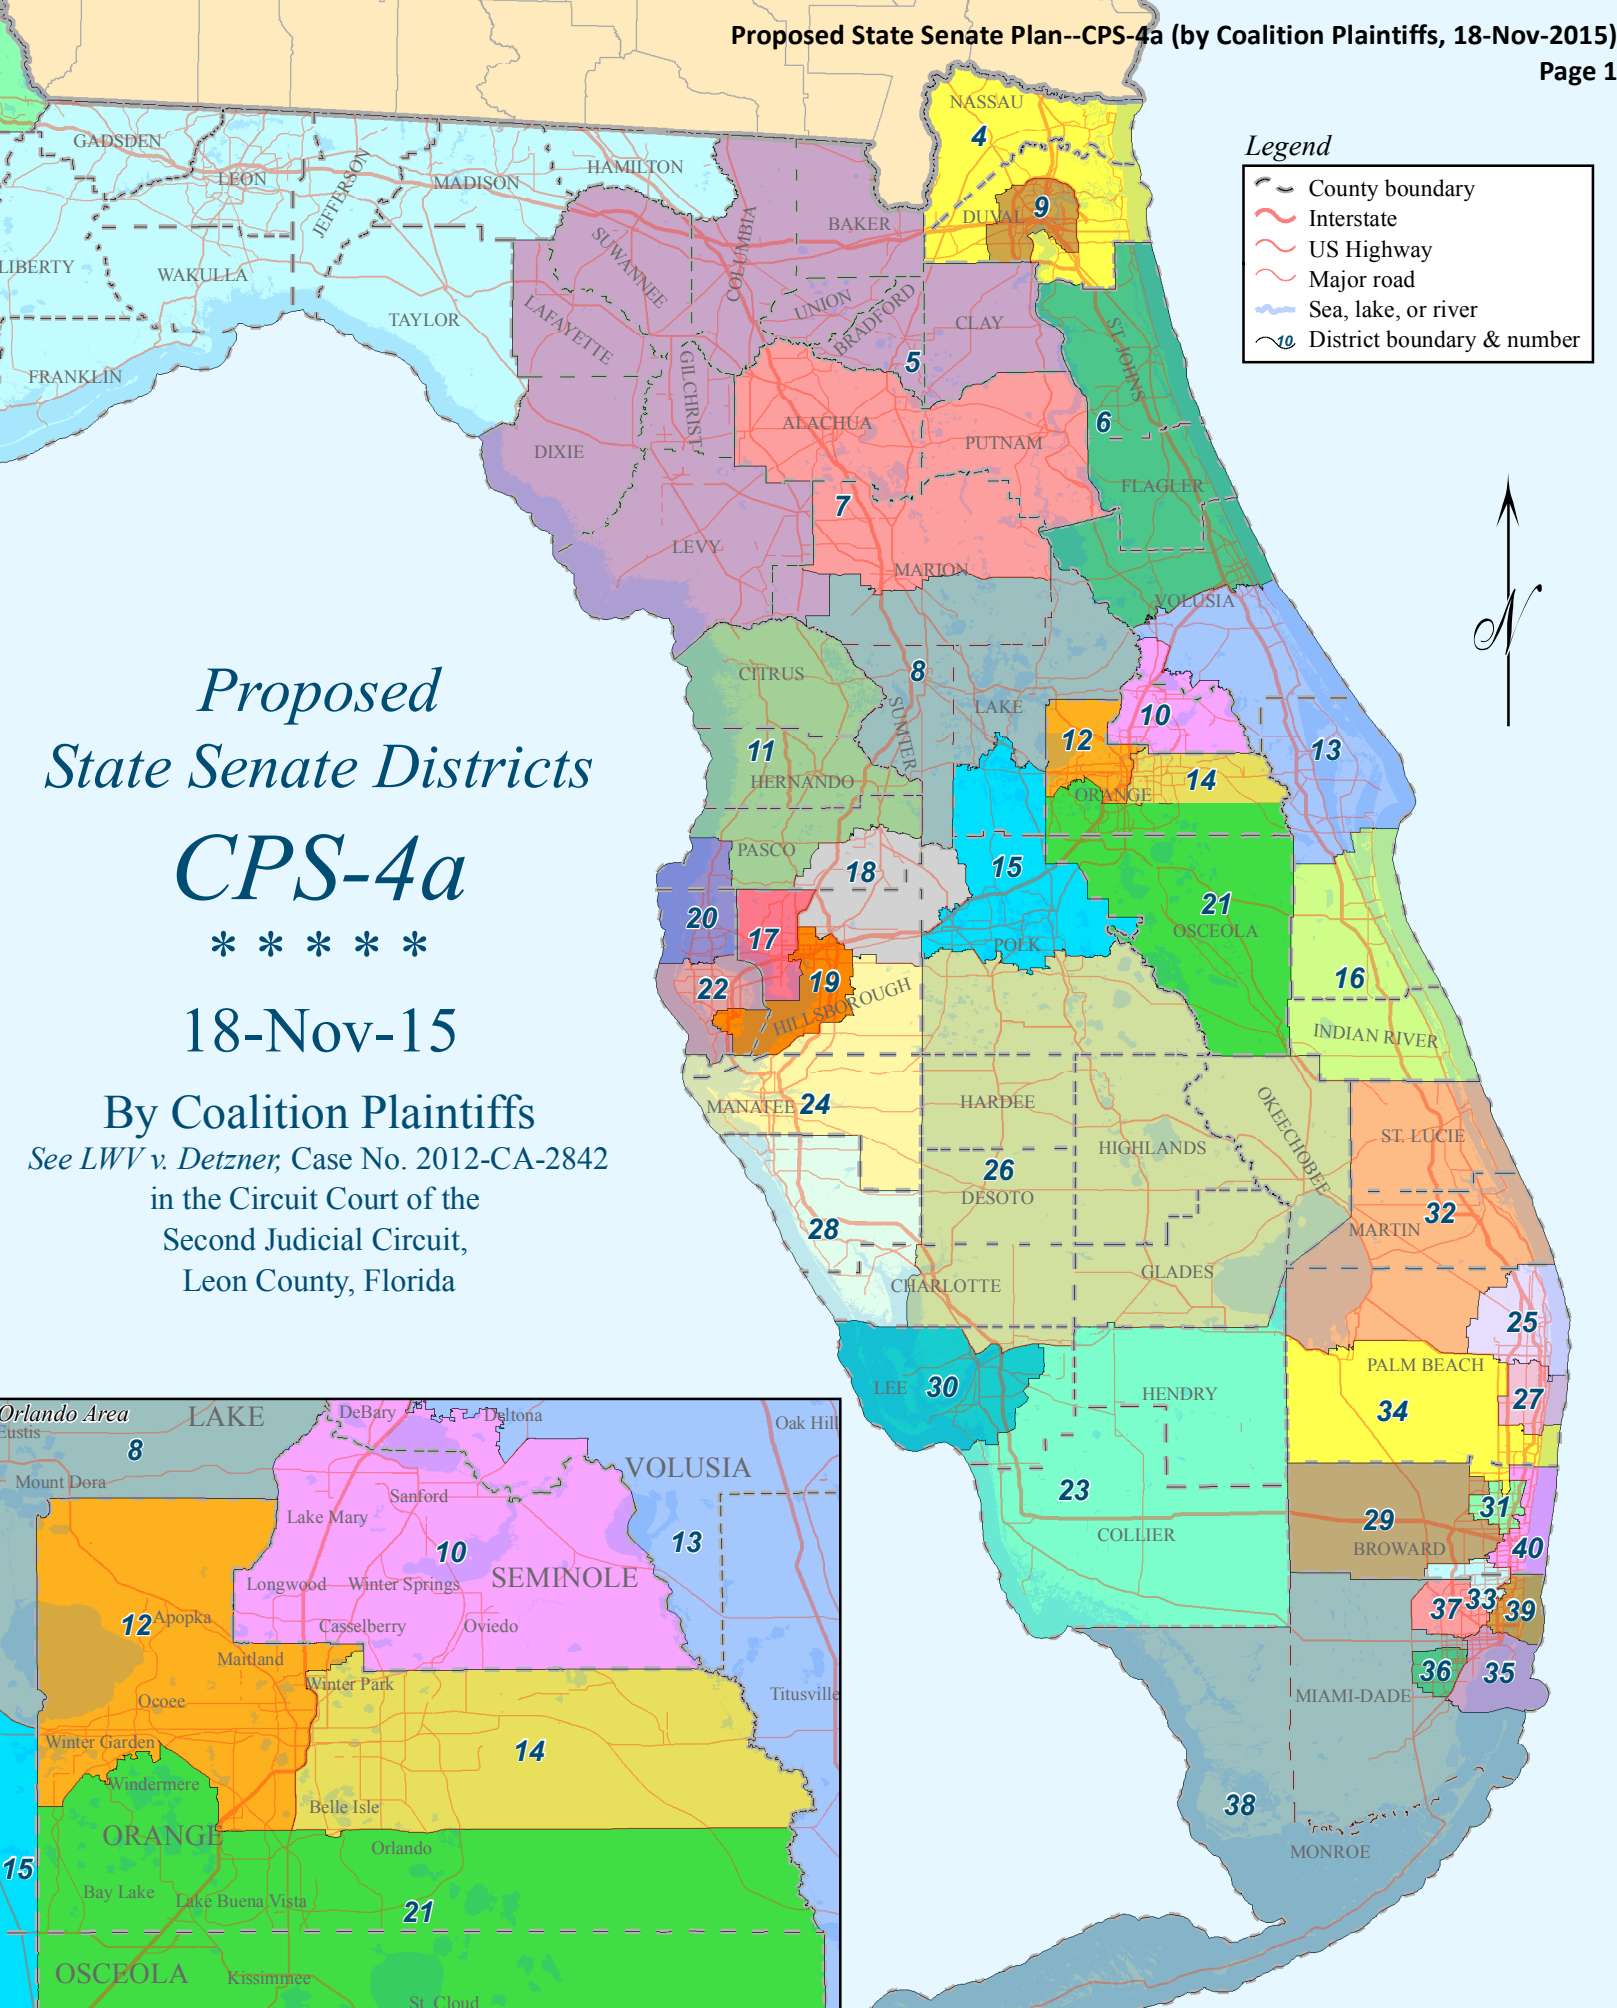 Proposed State Senate Plan--CPS-4a (by Coalition Plaintiffs, 18-Nov-2015)
Page 1
Legend
County boundary
Interstate
US Highway
Major road
Sea, lake, or river
10 District boundary & number
Proposed
State Senate Districts
CPS-4a
* * * * *
18-Nov-15
By Coalition Plaintiffs
See LWV v. Detzner, Case No. 2012-CA-2842
in the Circuit Court of the
Second Judicial Circuit,
Leon County, Florida
NASSAU
4
GADSDEN
LEON
JEFFERSON
MADISON
HAMILTON
COLUMBIA
BAKER
DUVAL
9
LIBERTY
WAKULLA
TAYLOR
FRANKLIN
SUWANNEE
LAFAYETTE
UNION
BRADFORD
CLAY
5
ST. JOHNS
GILCHRIST
DIXIE
ALACHUA
PUTNAM
6
FLAGLER
7
LEVY
MARION
VOLUSIA
CITRUS
8
SUMTER
LAKE
10
12
11
HERNANDO
13
14
ORANGE
PASCO
18
15
20
17
POLK
21
OSCEOLA
22
19
HILLSBOROUGH
16
INDIAN RIVER
MANATEE
24
HARDEE
HIGHLANDS
OKEECHOBEE
ST. LUCIE
26
DESOTO
28
32
MARTIN
CHARLOTTE
GLADES
25
PALM BEACH
LEE
30
HENDRY
34
27
23
COLLIER
29
31
BROWARD
40
37
33
39
36
35
MIAMI-DADE
38
MONROE
Orlando Area
LAKE
DeBary
Deltona
Oak Hill
Eustis
8
Mount Dora
VOLUSIA
Sanford
Lake Mary
10
13
Longwood
Winter Springs
SEMINOLE
12
Apopka
Casselberry
Oviedo
Maitland
Winter Park
Ocoee
Titusville
Winter Garden
14
Windermere
Belle Isle
ORANGE
Orlando
15
Bay Lake
Lake Buena Vista
21
OSCEOLA
Kissimmee
St. Cloud
N